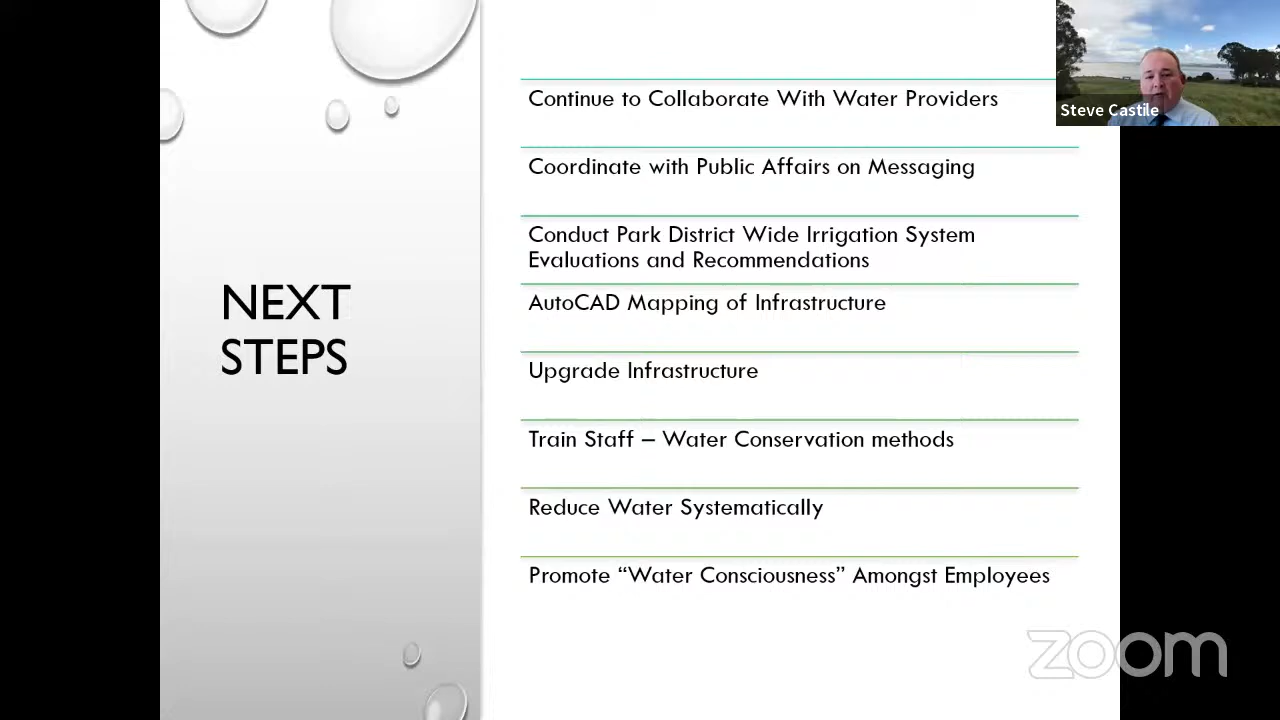 NEXT
STEPS
Continue to Collaborate With Water Providers
Coordinate with Public Affairs on Messaging
Conduct Park District Wide Irrigation System
Evaluations and Recommendations
AutoCAD Mapping of Infrastructure
Upgrade Infrastructure
Train Staff – Water Conservation methods
Reduce Water Systematically
Promote “Water Consciousness” Amongst Employees
Steve Castile
zoom